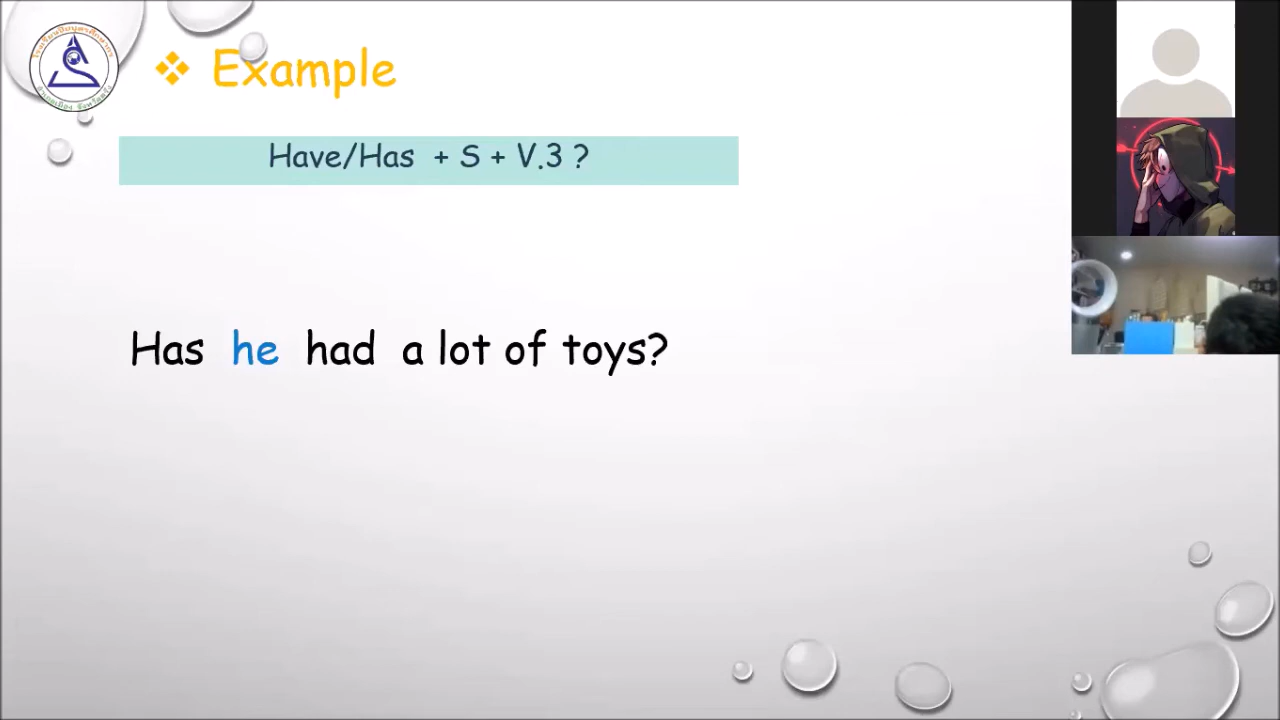 Example
Have/Has + S + V.3 ?
Has he had a lot of toys?